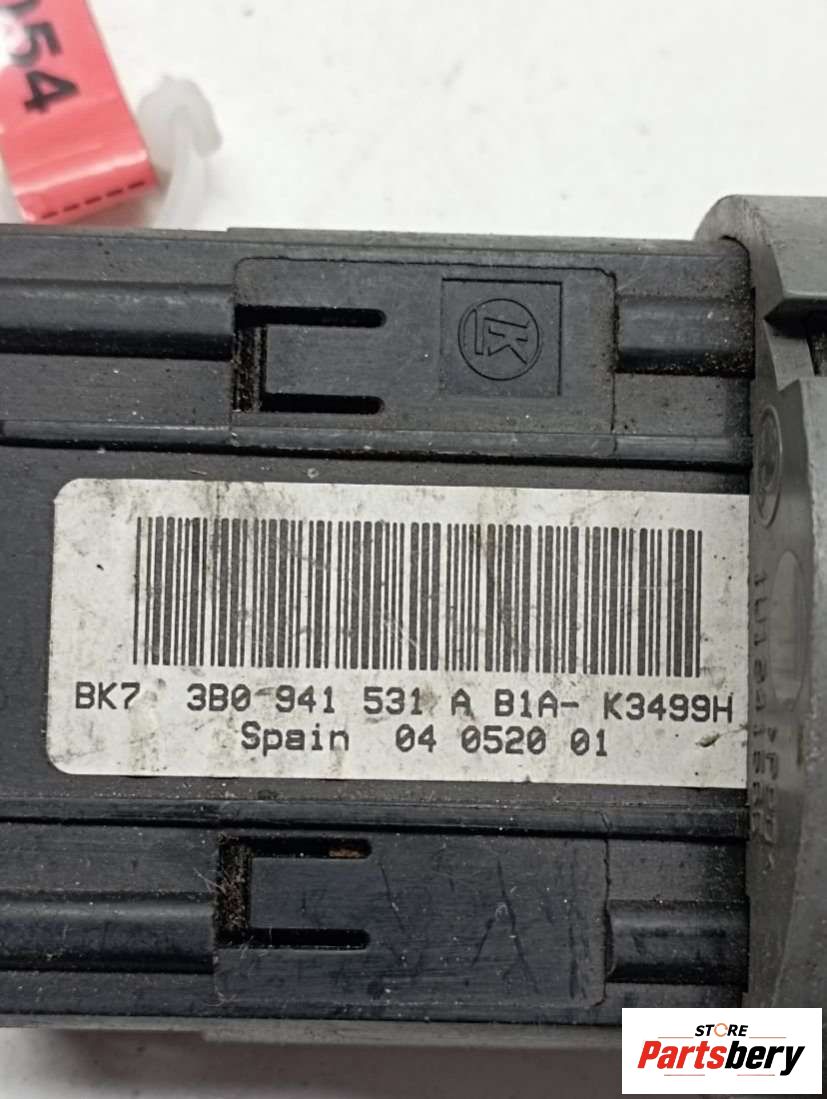 054
BK7 3B0 941 531 A B1A- K3499H
Spain 04 0520 01
STORE
Partsbery